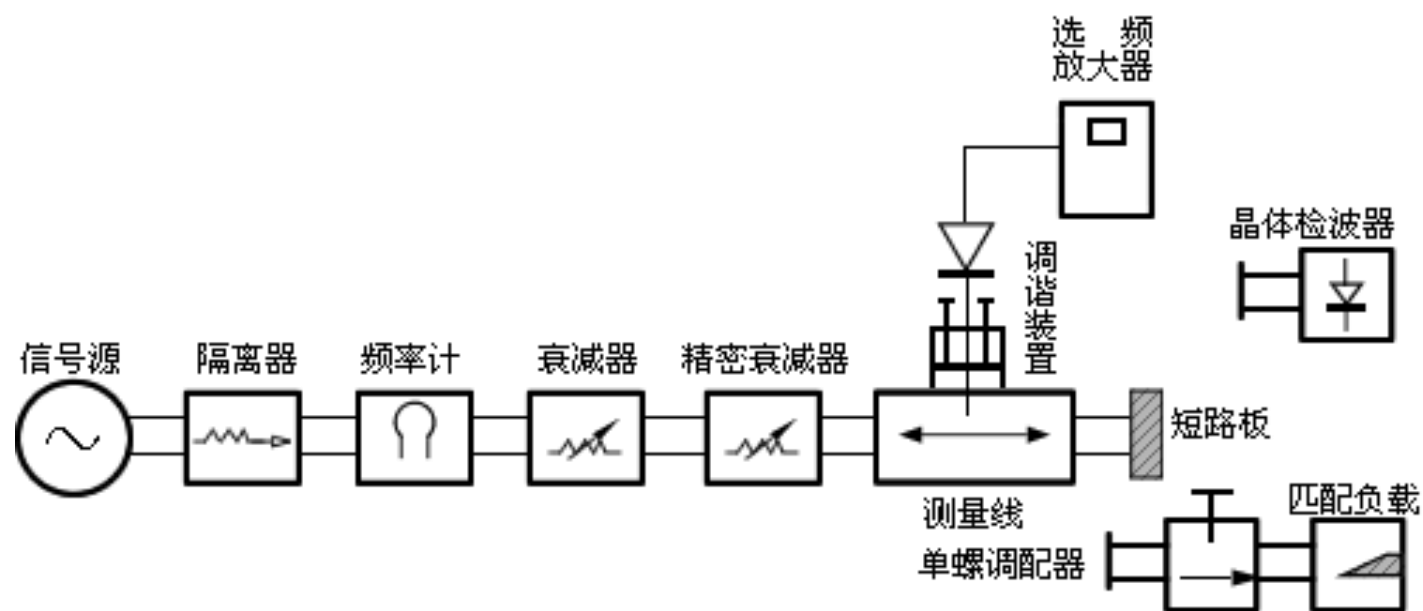 选 频
放大器
晶体检波器
调谐装置
信号源
隔离器
频率计
衰减器
精密衰减器
短路板
测量线
匹配负载
单螺调配器